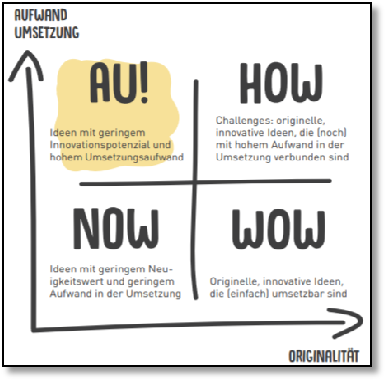 AUFWAND
UMSETZUNG
AU!
Ideen mit geringem
Innovationspotenzial und
hohem Umsetzungsaufwand
HOW
Challenges: originelle,
innovative Ideen, die (noch)
mit hohem Aufwand in der
Umsetzung verbunden sind
NOW
Ideen mit geringem Neu-
igkeitswert und geringem
Aufwand in der Umsetzung
WOW
Originelle, innovative Ideen,
die (einfach) umsetzbar sind
ORIGINALITÄT